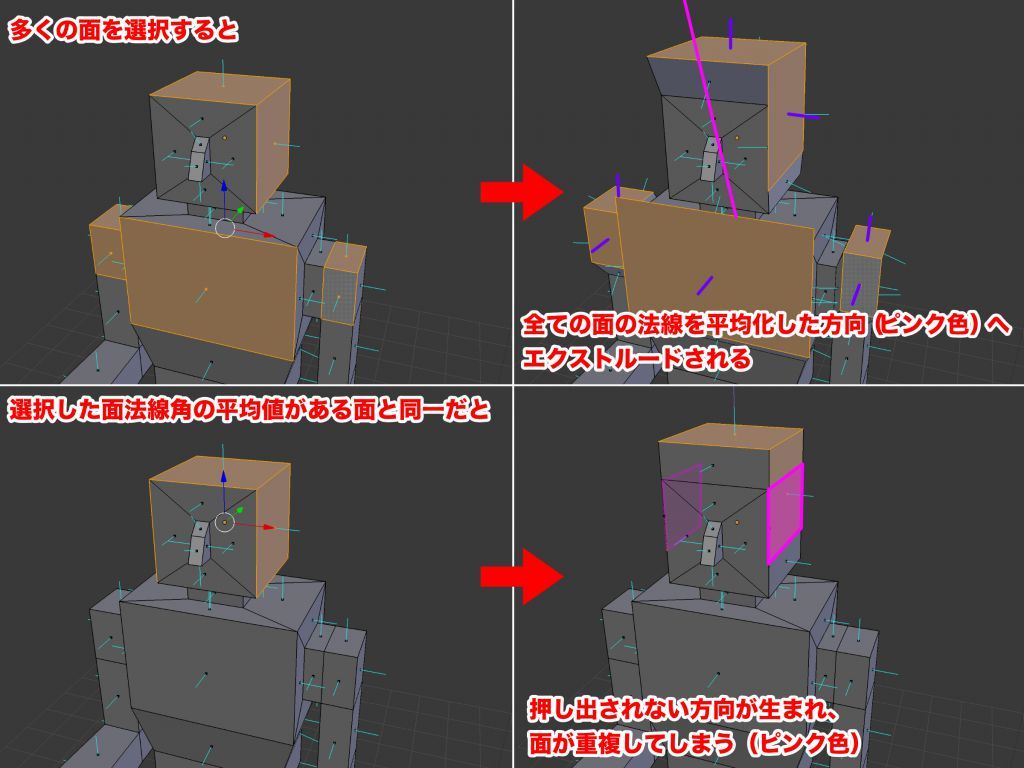 多くの面を選択すると
全ての面の法線を平均化した方向（ピンク色）へ
エクストルードされる
選択した面法線角の平均値がある面と同一だと
押し出されない方向が生まれ、
面が重複してしまう（ピンク色）